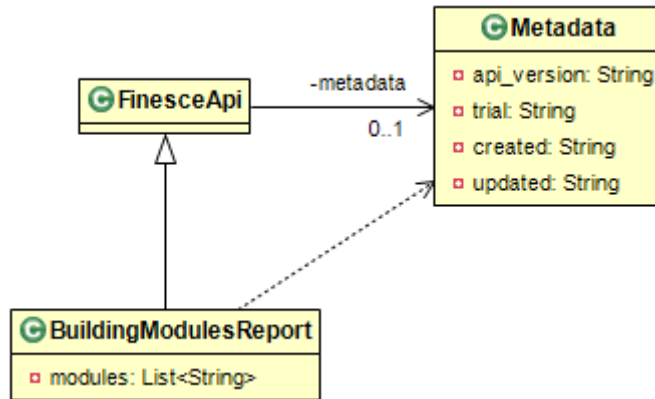 C Metadata
api_version: String
trial: String
created: String
updated: String
C FinesceApi
-metadata
0..1
C BuildingModulesReport
modules: List<String>